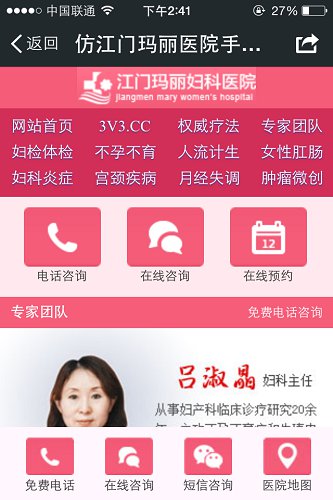 中国联通 下午2:41 87%
返回 仿江门玛丽医院手...
江门玛丽妇科医院
jiangmen mary women's hospital
网站首页 3V3.CC 权威疗法 专家团队
妇检体检 不孕不育 人流计生 女性肛肠
妇科炎症 宫颈疾病 月经失调 肿瘤微创
12
电话咨询 在线咨询 在线预约
专家团队 免费电话咨询
吕淑晶 妇科主任
从事妇产科临床诊疗研究20余
免费电话 在线咨询 短信咨询 医院地图